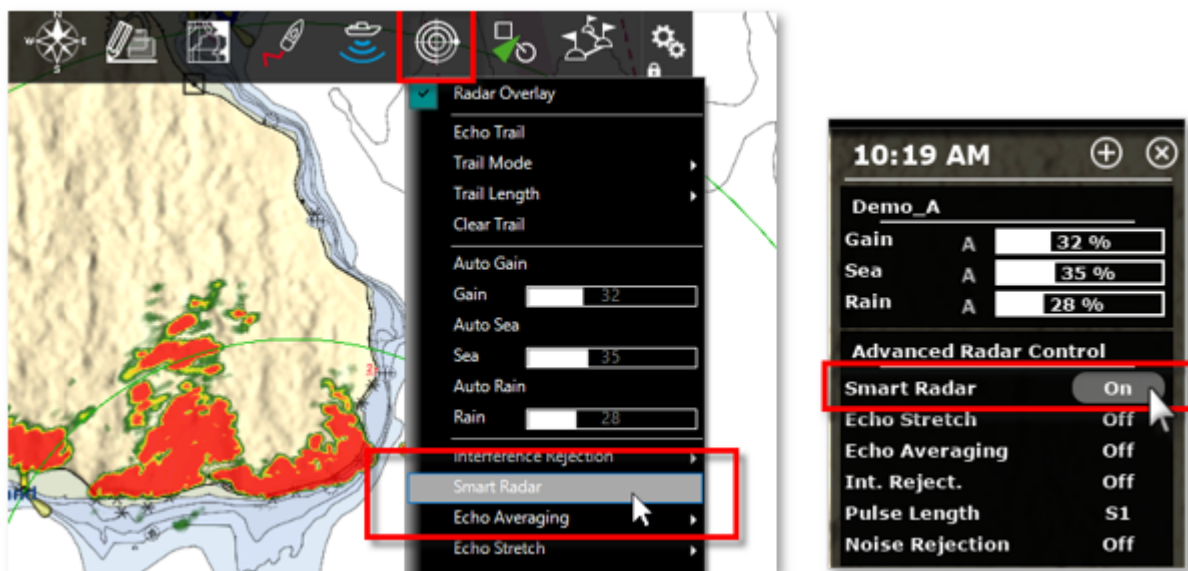 N
W
E
S
Radar Overlay
Echo Trail
Trail Mode
Trail Length
Clear Trail
Auto Gain
Gain 32
Auto Sea
Sea 35
Auto Rain
Rain 28
Interference Rejection
Smart Radar
Echo Averaging
Echo Stretch
10:19 AM
Demo_A
Gain A 32 %
Sea A 35 %
Rain A 28 %
Advanced Radar Control
Smart Radar On
Echo Stretch Off
Echo Averaging Off
Int. Reject. Off
Pulse Length S1
Noise Rejection Off